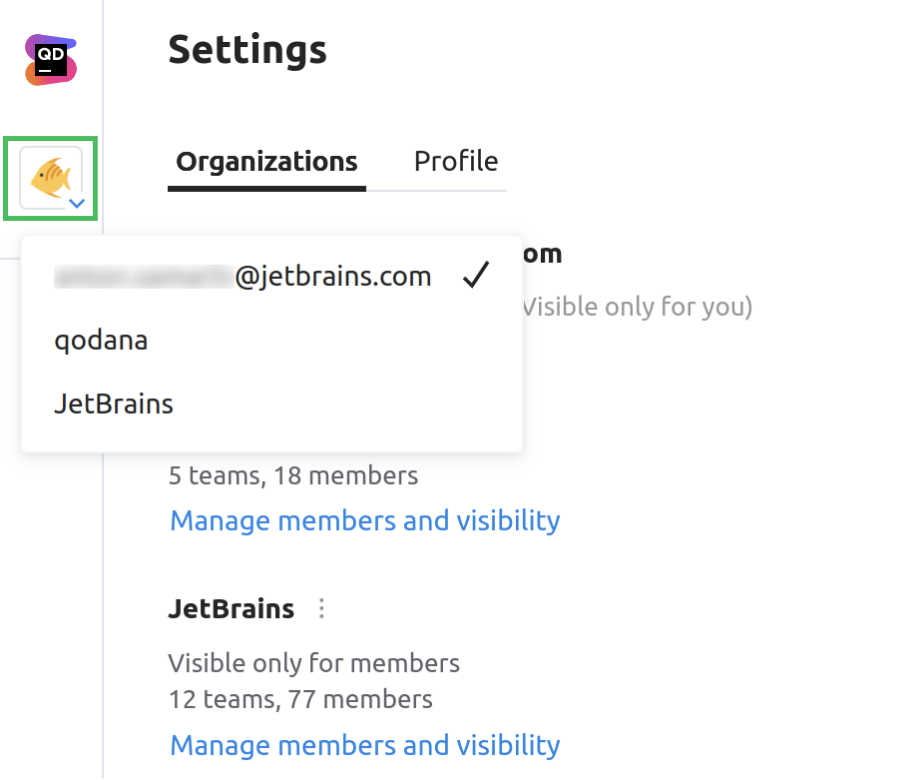 QD
Settings
Organizations Profile
om
@jetbrains.com
Visible only for you)
qodana
JetBrains
5 teams, 18 members
Manage members and visibility
JetBrains
Visible only for members
12 teams, 77 members
Manage members and visibility